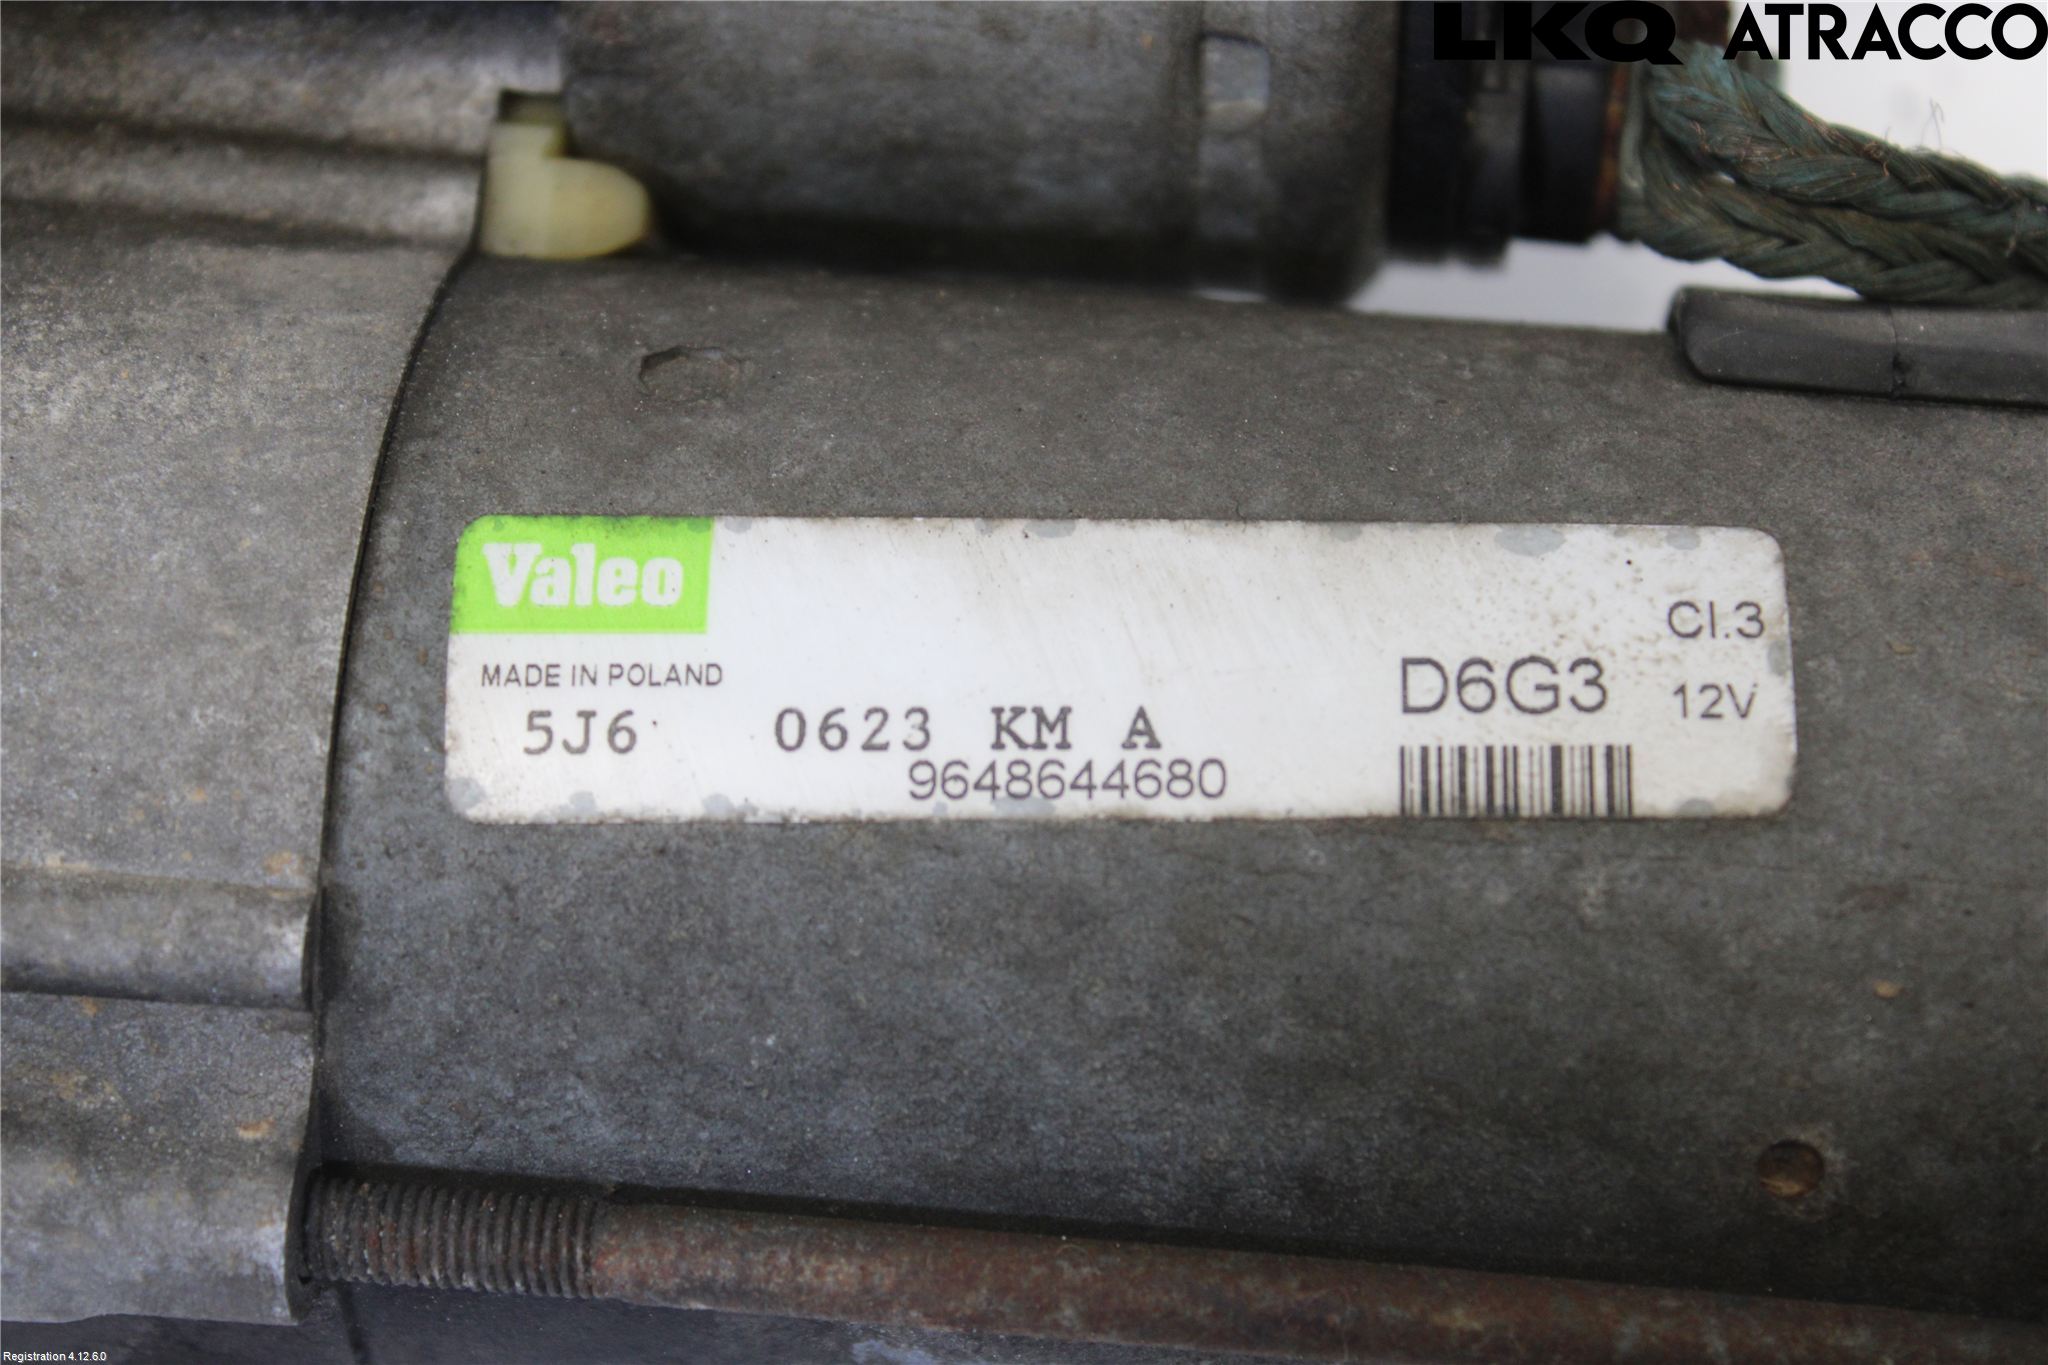 LKQ ATRACCO
Valeo
Cl.3
MADE IN POLAND
D6G3
12V
5J6 0623 KM A
9648644680
Registration 4.12.6.0